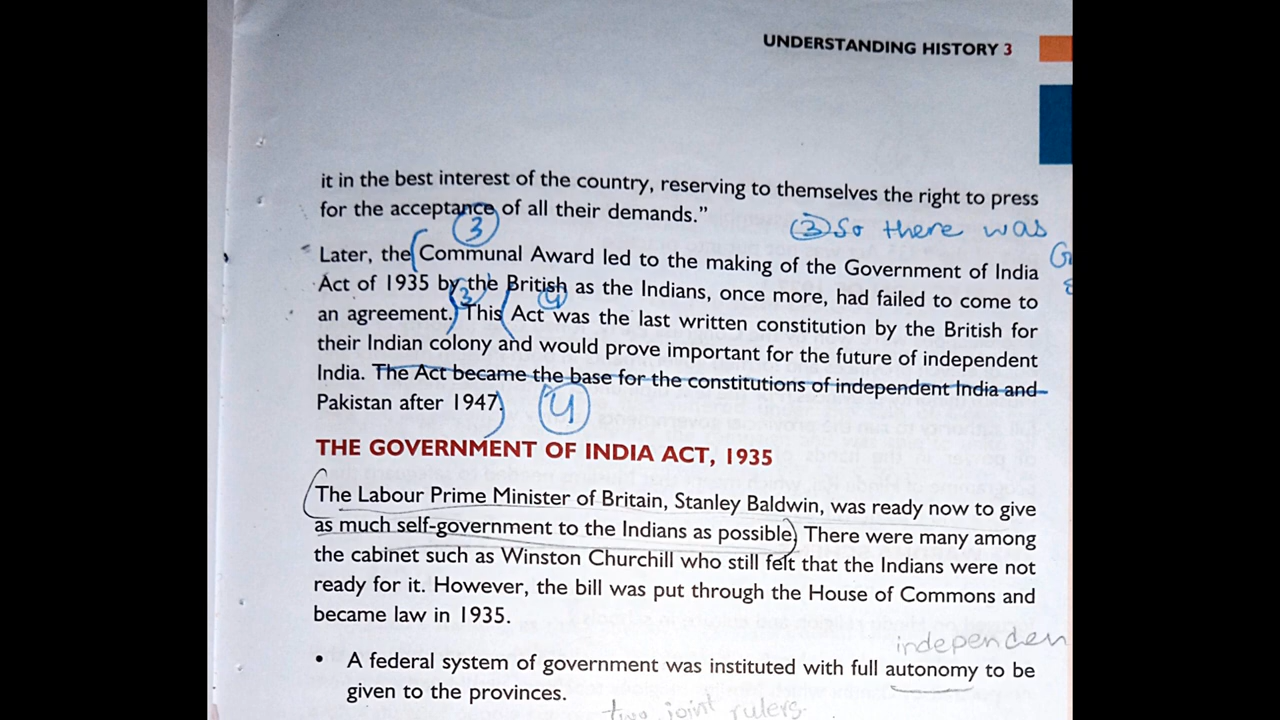 UNDERSTANDING HISTORY 3
it in the best interest of the country, reserving to themselves the right to press
for the acceptance of all their demands.”
3
3 So there was
Later, the Communal Award led to the making of the Government of India
Act of 1935 by the British as the Indians, once more, had failed to come to
3 4
an agreement. This Act was the last written constitution by the British for
their Indian colony and would prove important for the future of independent
India. The Act became the base for the constitutions of independent India and
Pakistan after 1947.
4
THE GOVERNMENT OF INDIA ACT, 1935
The Labour Prime Minister of Britain, Stanley Baldwin, was ready now to give
as much self-government to the Indians as possible. There were many among
the cabinet such as Winston Churchill who still felt that the Indians were not
ready for it. However, the bill was put through the House of Commons and
became law in 1935.
independen
• A federal system of government was instituted with full autonomy to be
given to the provinces.
two joint rulers.